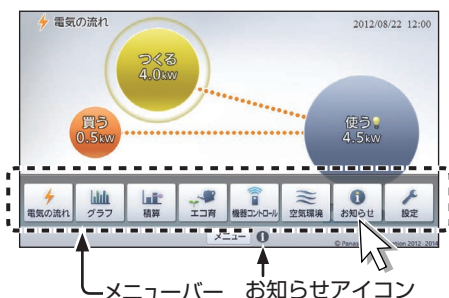 電気の流れ
2012/08/22 12:00
つくる
4.0kw
買う
0.5kw
使う
4.5kw
電気の流れ グラフ 積算 エコ育 機器コントロール 空気環境 お知らせ 設定
メニュー
メニューバー お知らせアイコン